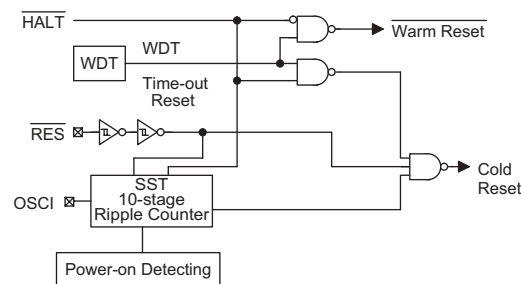 HALT
WDT
WDT
Time-out
Reset
Warm Reset
RES
Cold
Reset
OSCI
SST
10-stage
Ripple Counter
Power-on Detecting